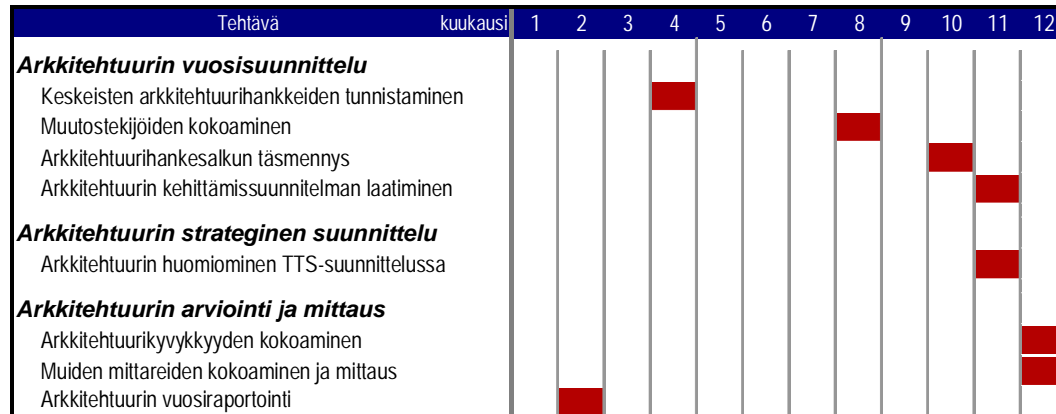 Tehtävä kuukausi 1 2 3 4 5 6 7 8 9 10 11 12
Arkkitehtuurin vuosisuunnittelu
Keskeisten arkkitehtuurihankkeiden tunnistaminen
Muutostekijöiden kokoaminen
Arkkitehtuurihankesalkun täsmennys
Arkkitehtuurin kehittämissuunnitelman laatiminen
Arkkitehtuurin strateginen suunnittelu
Arkkitehtuurin huomiominen TTS-suunnittelussa
Arkkitehtuurin arviointi ja mittaus
Arkkitehtuurikyvykkyyden kokoaminen
Muiden mittareiden kokoaminen ja mittaus
Arkkitehtuurin vuosiraportointi